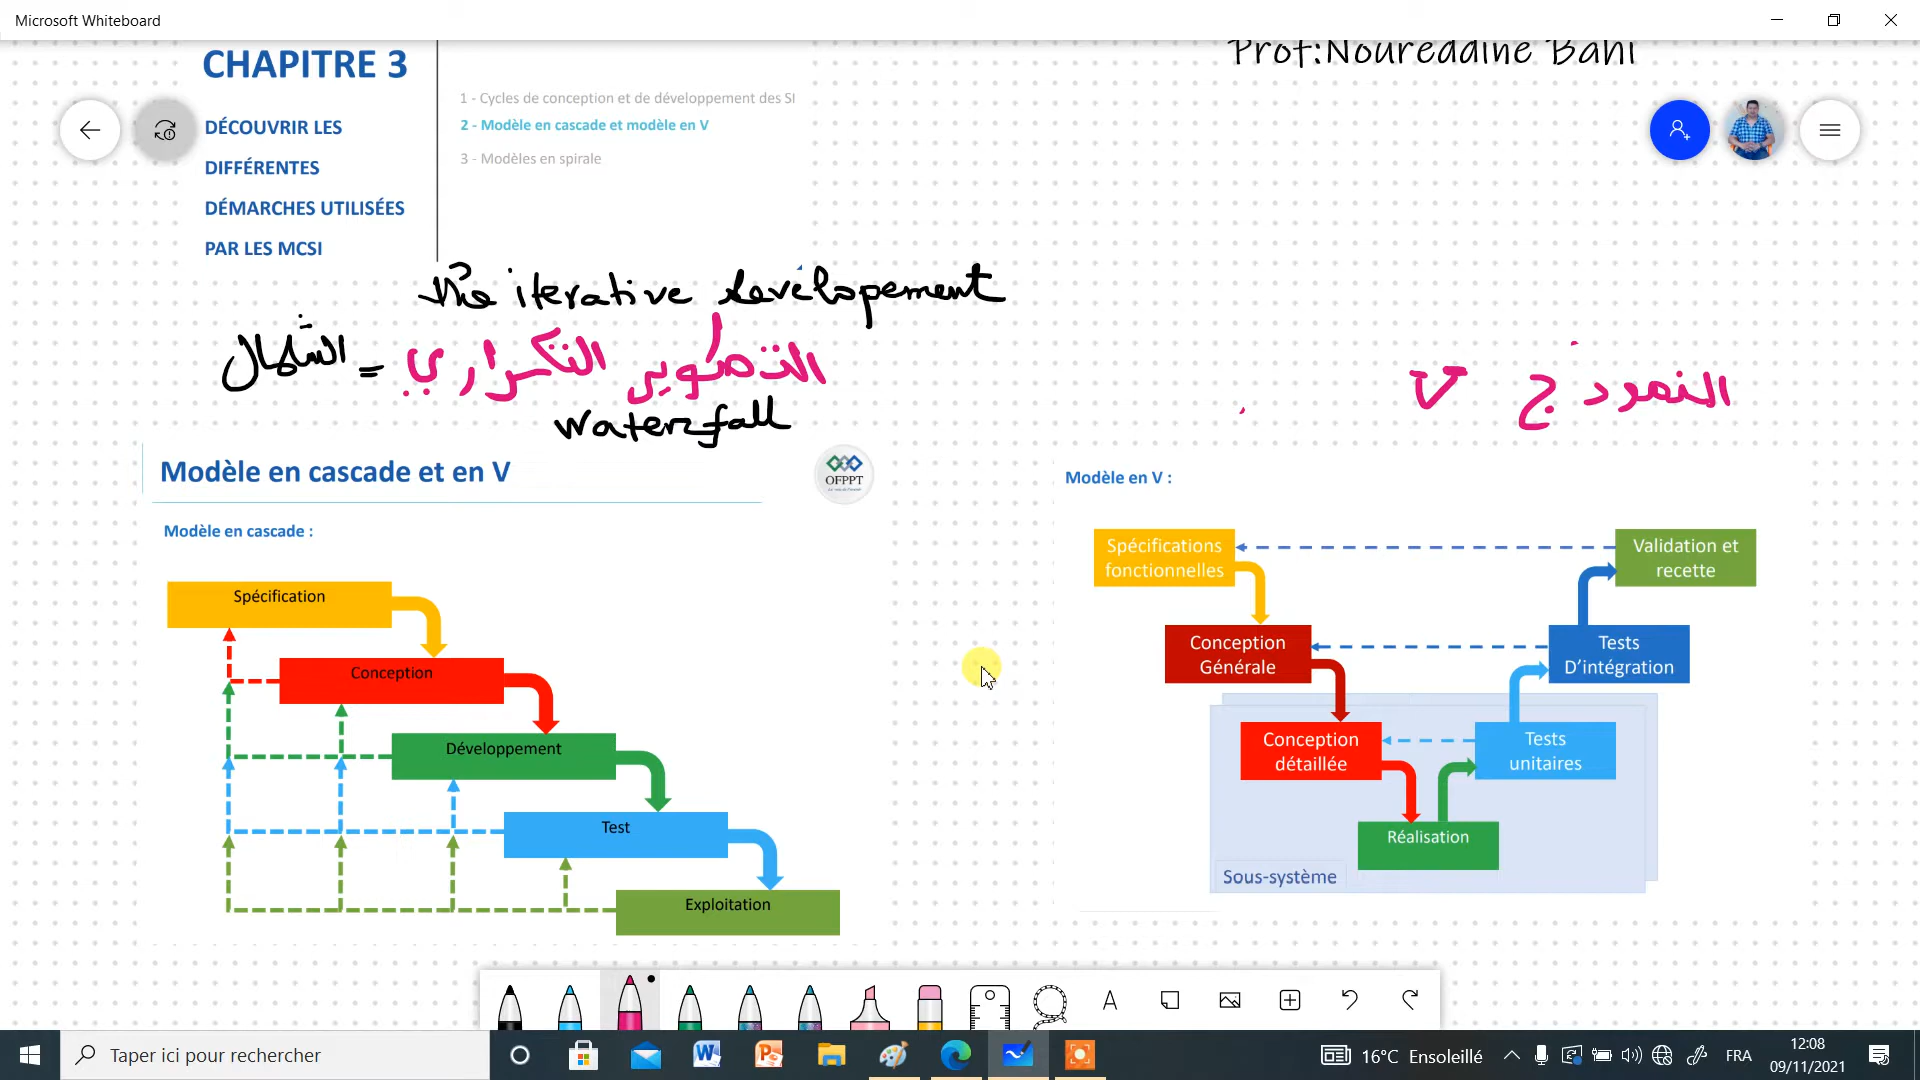 Microsoft Whiteboard
CHAPITRE 3
DÉCOUVRIR LES
DIFFÉRENTES
DÉMARCHES UTILISÉES
PAR LES MCSI
1 - Cycles de conception et de développement des SI
2 - Modèle en cascade et modèle en V
3 - Modèles en spirale
Prof:Noureddine Bahi
The iterative developement
التطوير التكراري = الشلال
waterfall
النموذج V
Modèle en cascade et en V
OFPPT
Modèle en cascade :
Spécification
Conception
Développement
Test
Exploitation
Modèle en V :
Spécifications
fonctionnelles
Validation et
recette
Conception
Générale
Tests
D'intégration
Conception
détaillée
Tests
unitaires
Réalisation
Sous-système
Taper ici pour rechercher
16°C Ensoleillé
FRA
12:08
09/11/2021